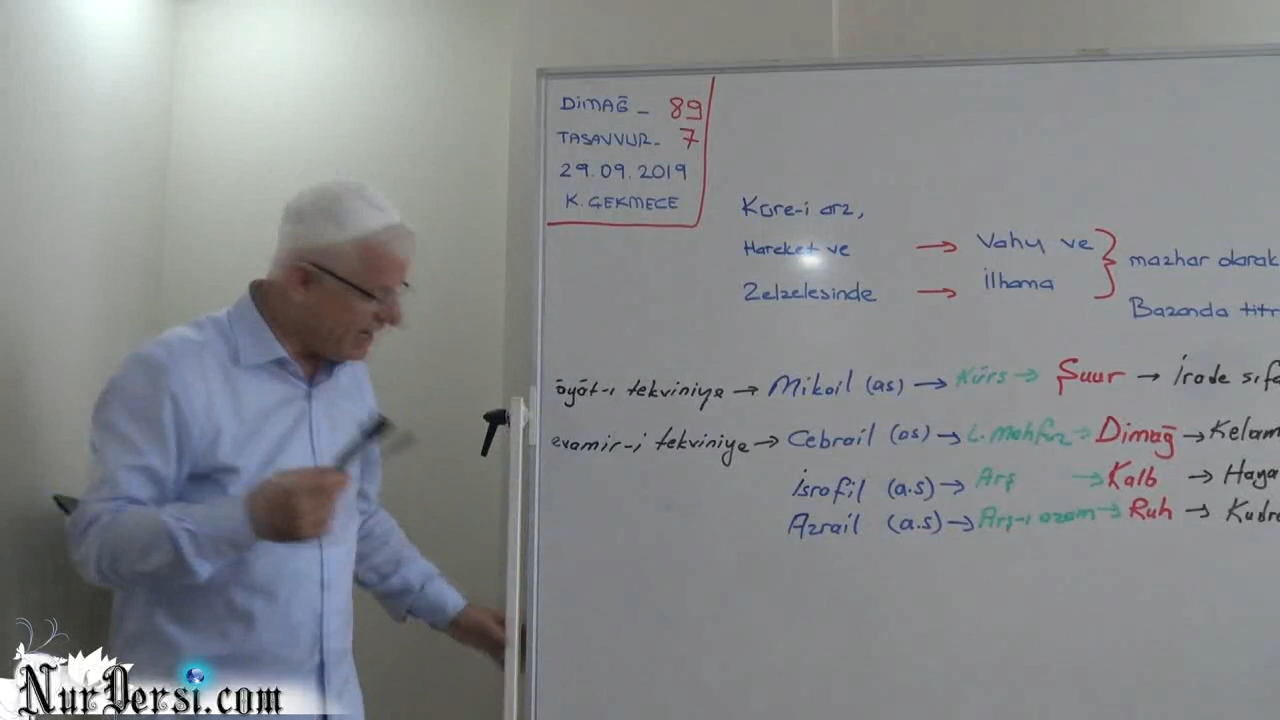 DİMAĞ - 89
TASAVVUR - 7
29.09.2019
K. ÇEKMECE
Küre-i arz,
Hareket ve → Vahy ve
Zelzelesinde → ilhama
mazhar olarak
Bazanda titr
âyât-ı tekviniye → Mikail (as) → Kürs → Şuur → İrade sıfa
evamir-i tekviniye → Cebrail (as) → L. mahfuz → Dimağ → Kelam
İsrafil (a.s) → Arş → Kalb → Haya
Azrail (a.s) → Arş-ı azam → Ruh → Kudr
NurDersi.com